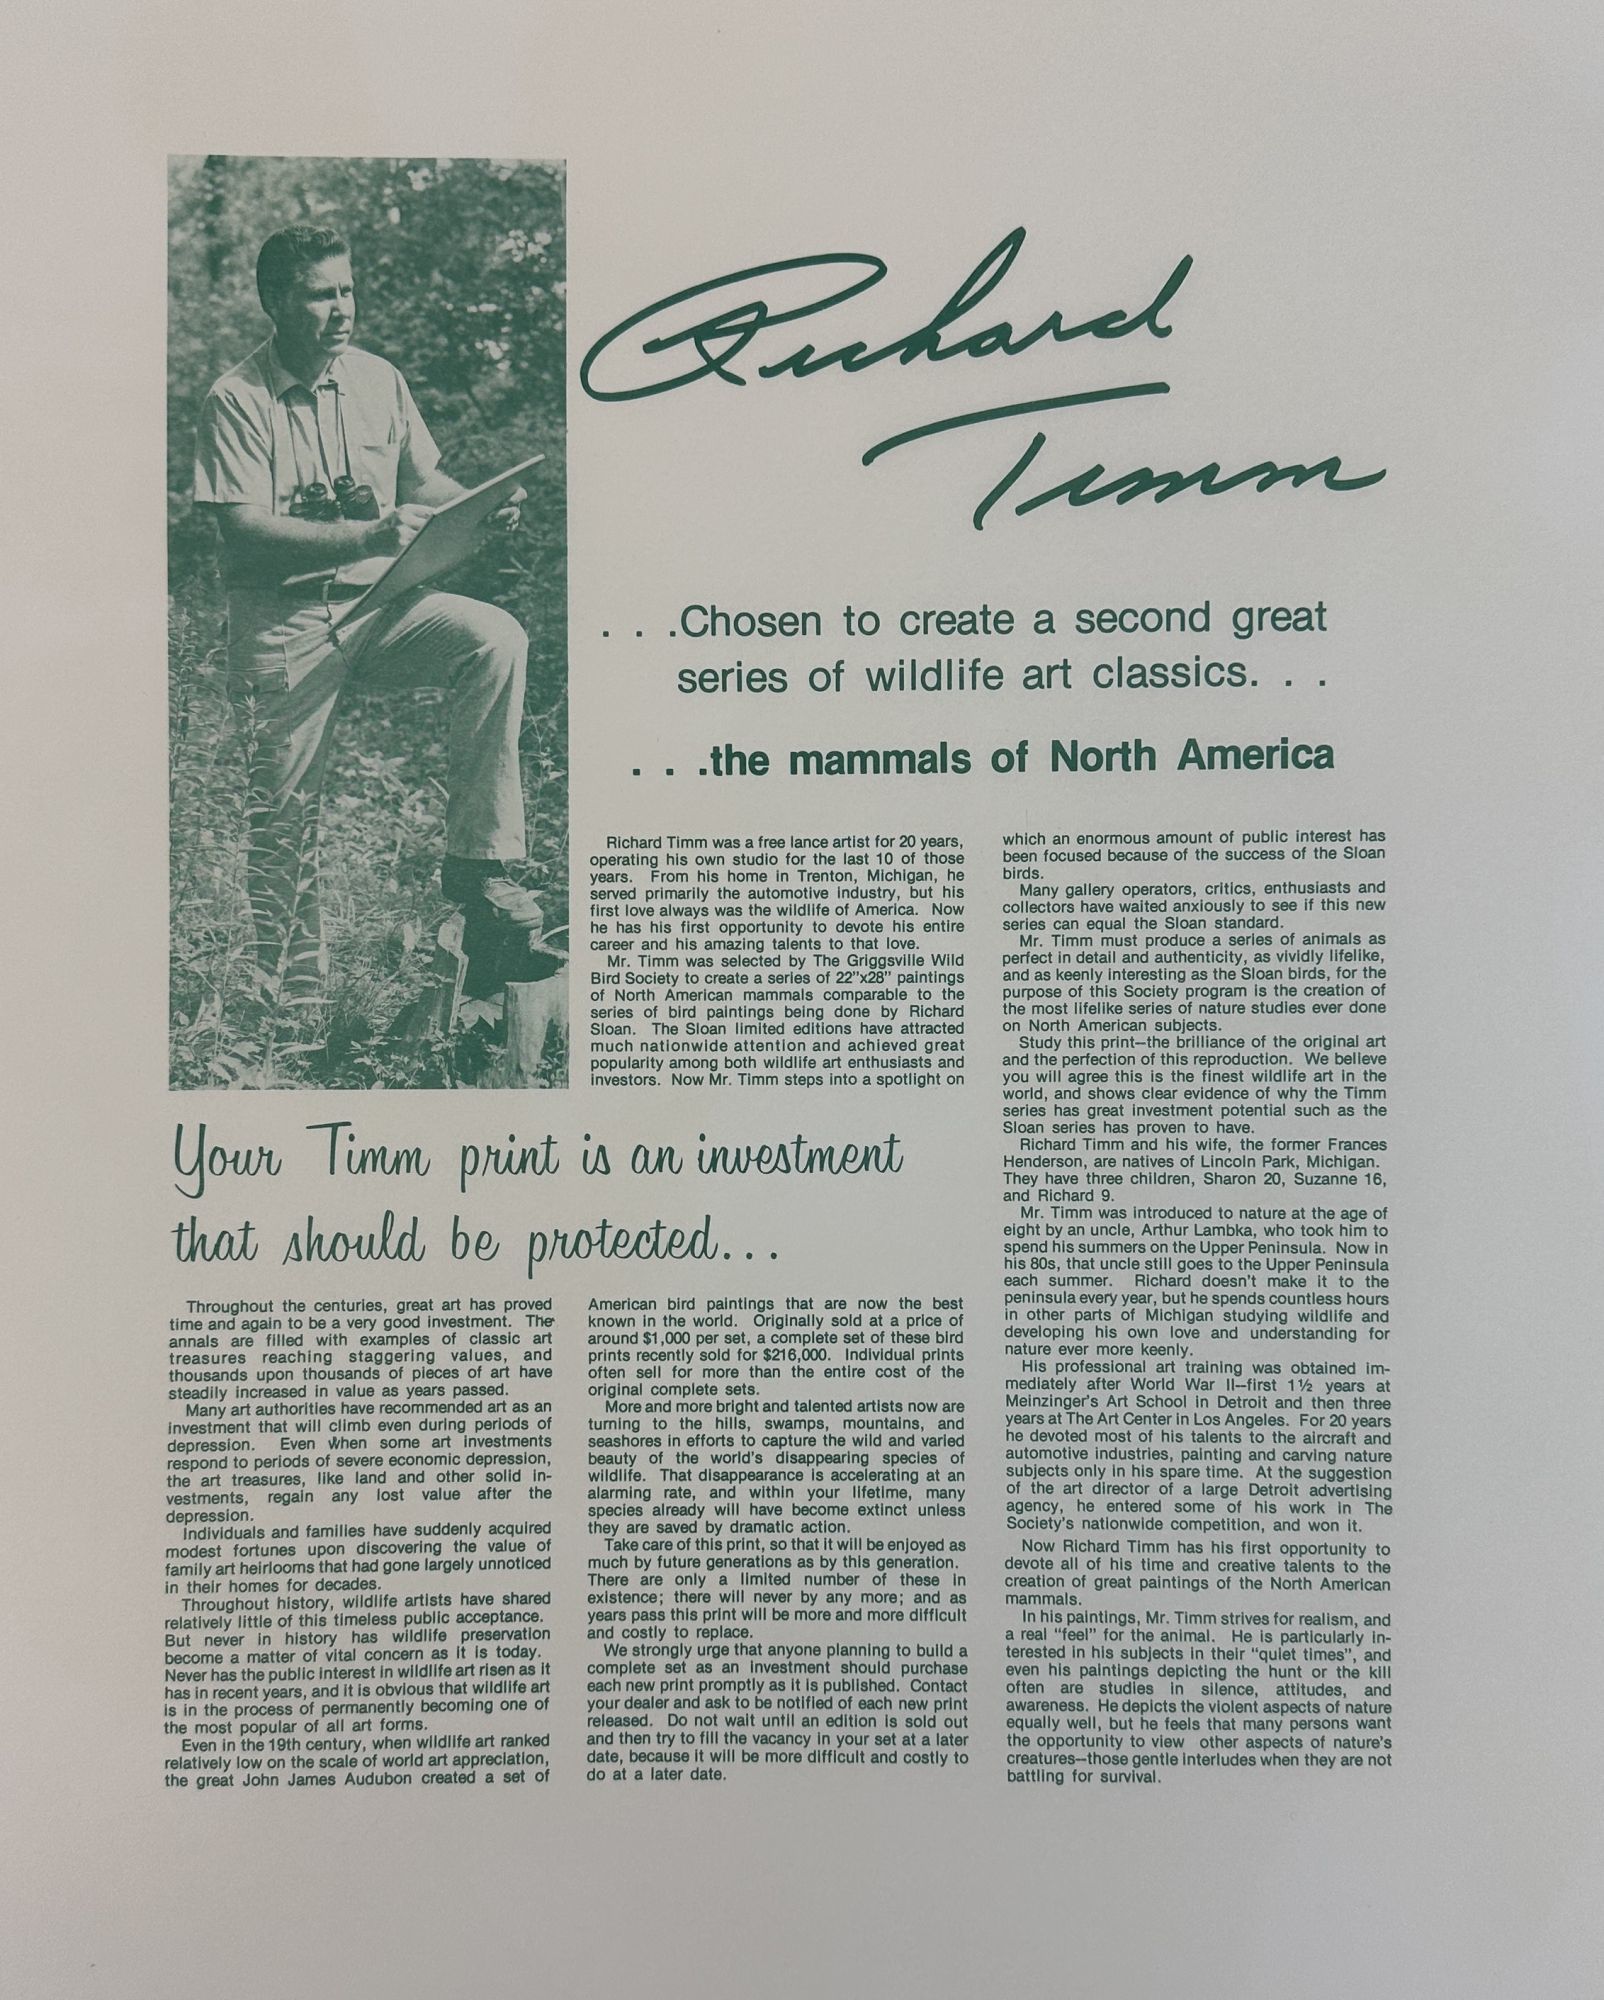 Richard
Timm
. . .Chosen to create a second great
series of wildlife art classics. . .
. . .the mammals of North America
Richard Timm was a free lance artist for 20 years,
operating his own studio for the last 10 of those
years. From his home in Trenton, Michigan, he
served primarily the automotive industry, but his
first love always was the wildlife of America. Now
he has his first opportunity to devote his entire
career and his amazing talents to that love.
Mr. Timm was selected by The Griggsville Wild
Bird Society to create a series of 22"x28" paintings
of North American mammals comparable to the
series of bird paintings being done by Richard
Sloan. The Sloan limited editions have attracted
much nationwide attention and achieved great
popularity among both wildlife art enthusiasts and
investors. Now Mr. Timm steps into a spotlight on
which an enormous amount of public interest has
been focused because of the success of the Sloan
birds.
Many gallery operators, critics, enthusiasts and
collectors have waited anxiously to see if this new
series can equal the Sloan standard.
Mr. Timm must produce a series of animals as
perfect in detail and authenticity, as vividly lifelike,
and as keenly interesting as the Sloan birds, for the
purpose of this Society program is the creation of
the most lifelike series of nature studies ever done
on North American subjects.
Study this print—the brilliance of the original art
and the perfection of this reproduction. We believe
you will agree this is the finest wildlife art in the
world, and shows clear evidence of why the Timm
series has great investment potential such as the
Sloan series has proven to have.
Richard Timm and his wife, the former Frances
Henderson, are natives of Lincoln Park, Michigan.
They have three children, Sharon 20, Suzanne 16,
and Richard 9.
Mr. Timm was introduced to nature at the age of
eight by an uncle, Arthur Lambka, who took him to
spend his summers on the Upper Peninsula. Now in
his 80s, that uncle still goes to the Upper Peninsula
each summer. Richard doesn't make it to the
peninsula every year, but he spends countless hours
in other parts of Michigan studying wildlife and
developing his own love and understanding for
nature ever more keenly.
His professional art training was obtained im-
mediately after World War II—first 1½ years at
Meinzinger's Art School in Detroit and then three
years at The Art Center in Los Angeles. For 20 years
he devoted most of his talents to the aircraft and
automotive industries, painting and carving nature
subjects only in his spare time. At the suggestion
of the art director of a large Detroit advertising
agency, he entered some of his work in The
Society's nationwide competition, and won it.
Now Richard Timm has his first opportunity to
devote all of his time and creative talents to the
creation of great paintings of the North American
mammals.
In his paintings, Mr. Timm strives for realism, and
a real "feel" for the animal. He is particularly in-
terested in his subjects in their "quiet times", and
even his paintings depicting the hunt or the kill
often are studies in silence, attitudes, and
awareness. He depicts the violent aspects of nature
equally well, but he feels that many persons want
the opportunity to view other aspects of nature's
creatures—those gentle interludes when they are not
battling for survival.
Your Timm print is an investment
that should be protected...
Throughout the centuries, great art has proved
time and again to be a very good investment. The
annals are filled with examples of classic art
treasures reaching staggering values, and
thousands upon thousands of pieces of art have
steadily increased in value as years passed.
Many art authorities have recommended art as an
investment that will climb even during periods of
depression. Even when some art investments
respond to periods of severe economic depression,
the art treasures, like land and other solid in-
vestments, regain any lost value after the
depression.
Individuals and families have suddenly acquired
modest fortunes upon discovering the value of
family art heirlooms that had gone largely unnoticed
in their homes for decades.
Throughout history, wildlife artists have shared
relatively little of this timeless public acceptance.
But never in history has wildlife preservation
become a matter of vital concern as it is today.
Never has the public interest in wildlife art risen as it
has in recent years, and it is obvious that wildlife art
is in the process of permanently becoming one of
the most popular of all art forms.
Even in the 19th century, when wildlife art ranked
relatively low on the scale of world art appreciation,
the great John James Audubon created a set of
American bird paintings that are now the best
known in the world. Originally sold at a price of
around $1,000 per set, a complete set of these bird
prints recently sold for $216,000. Individual prints
often sell for more than the entire cost of the
original complete sets.
More and more bright and talented artists now are
turning to the hills, swamps, mountains, and
seashores in efforts to capture the wild and varied
beauty of the world's disappearing species of
wildlife. That disappearance is accelerating at an
alarming rate, and within your lifetime, many
species already will have become extinct unless
they are saved by dramatic action.
Take care of this print, so that it will be enjoyed as
much by future generations as by this generation.
There are only a limited number of these in
existence; there will never by any more; and as
years pass this print will be more and more difficult
and costly to replace.
We strongly urge that anyone planning to build a
complete set as an investment should purchase
each new print promptly as it is published. Contact
your dealer and ask to be notified of each new print
released. Do not wait until an edition is sold out
and then try to fill the vacancy in your set at a later
date, because it will be more difficult and costly to
do at a later date.